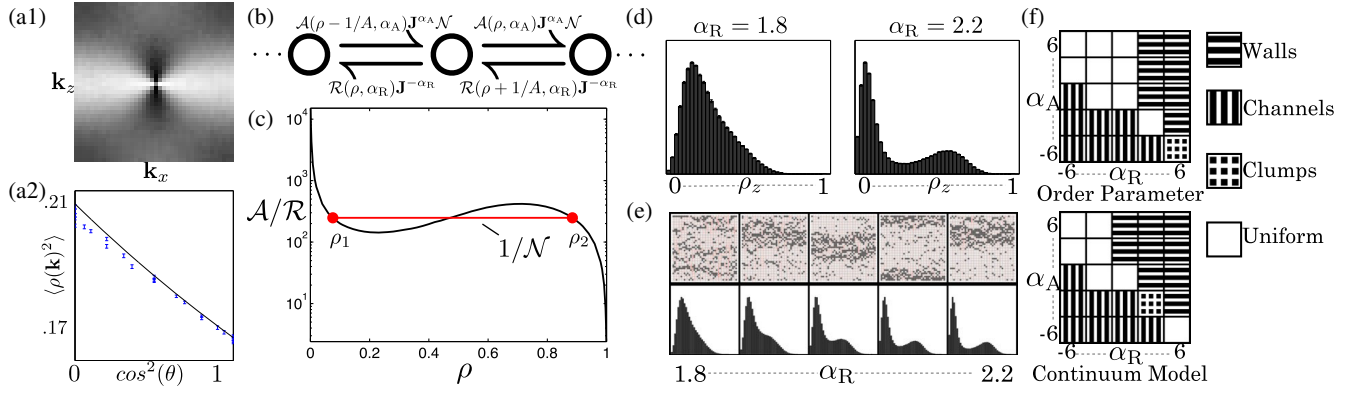 (a1)
k_z
k_x
(a2)
.21
.17
⟨ρ(k)²⟩
0 cos²(θ) 1
(b)
A(ρ − 1/A, α_A)J^{α_A}N A(ρ, α_A)J^{α_A}N
··· ···
R(ρ, α_R)J^{−α_R} R(ρ + 1/A, α_R)J^{−α_R}
(c)
10⁴
10³
10²
10¹
A/R
ρ₁
1/N
ρ₂
0 0.2 0.4 0.6 0.8 1
ρ
(d)
α_R = 1.8 α_R = 2.2
0 ρ_z 1 0 ρ_z 1
(e)
1.8 α_R 2.2
(f)
6
α_A
-6
-6 α_R 6
Order Parameter
6
α_A
-6
-6 α_R 6
Continuum Model
Walls
Channels
Clumps
Uniform